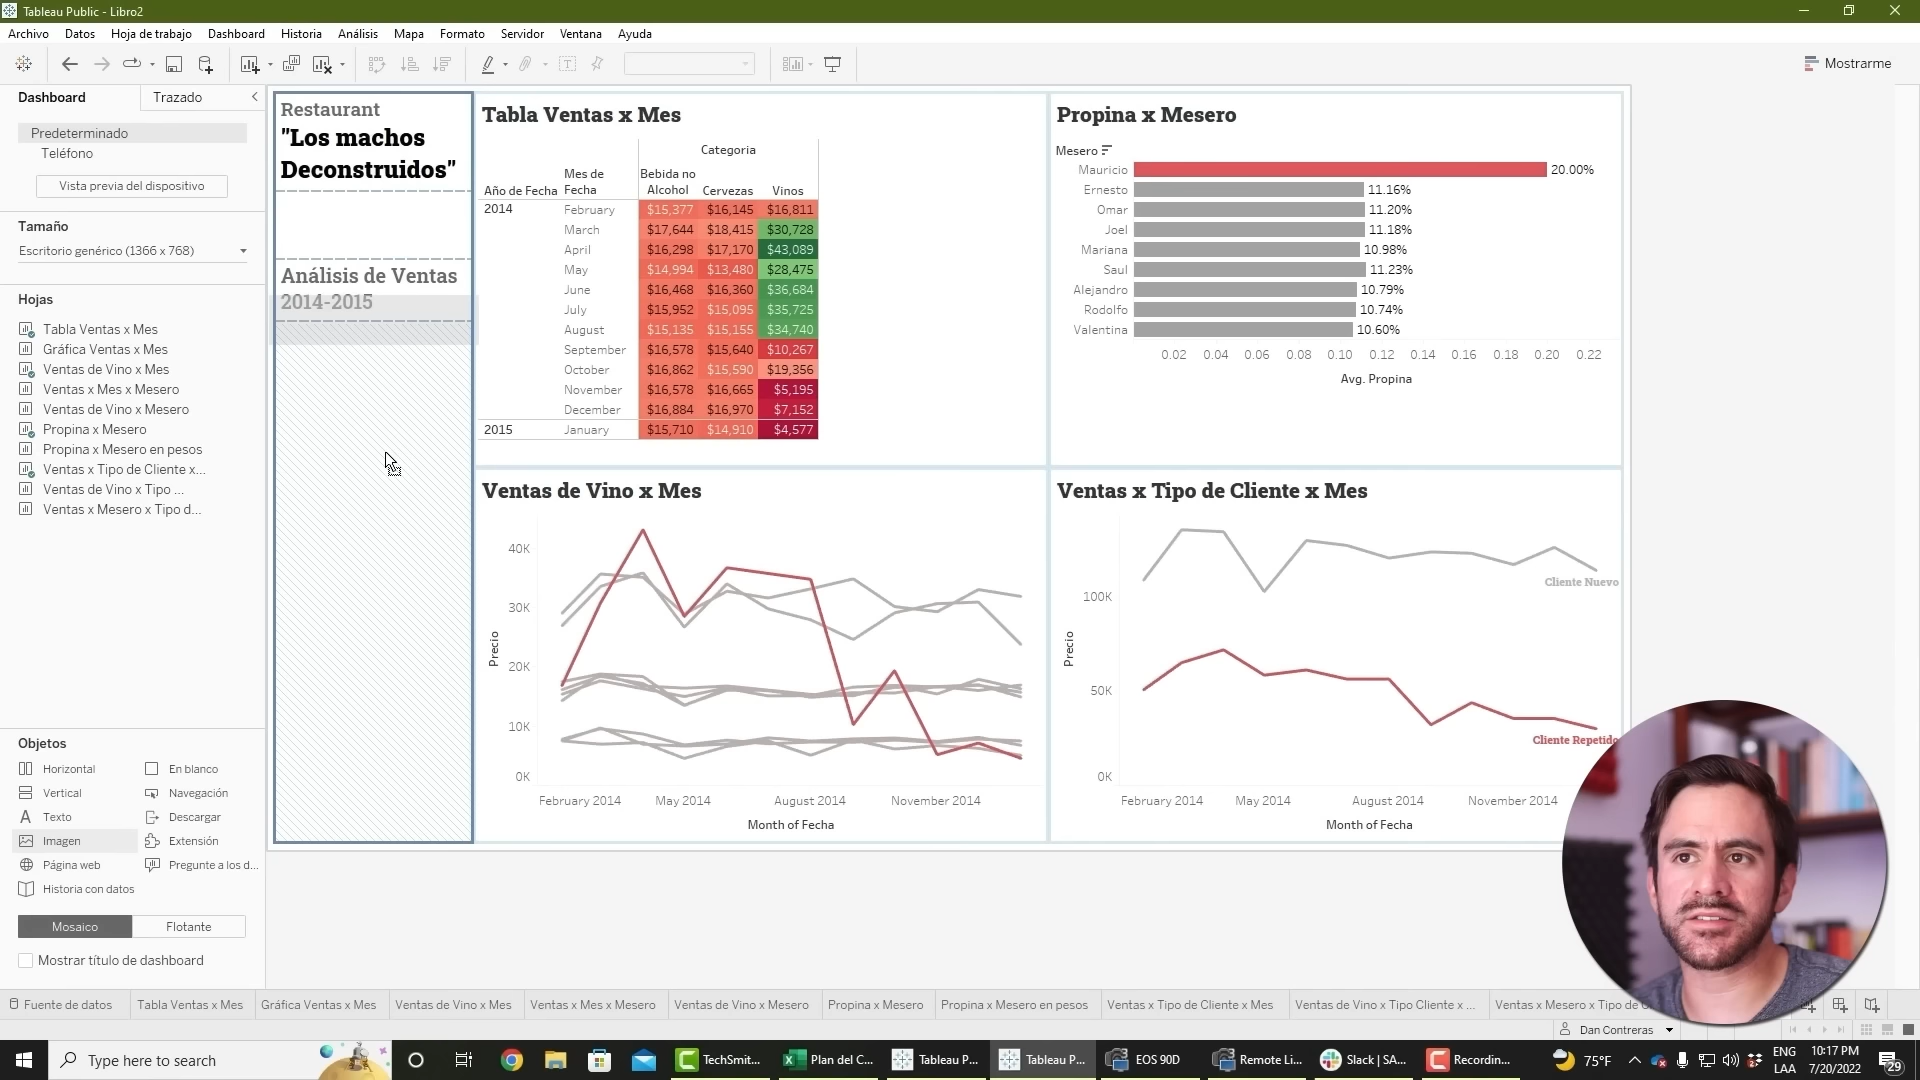 Tableau Public - Libro2
Archivo Datos Hoja de trabajo Dashboard Historia Análisis Mapa Formato Servidor Ventana Ayuda
Mostrarme
Dashboard Trazado
Predeterminado
Teléfono
Vista previa del dispositivo
Tamaño
Escritorio genérico (1366 x 768)
Hojas
Tabla Ventas x Mes
Gráfica Ventas x Mes
Ventas de Vino x Mes
Ventas x Mes x Mesero
Ventas de Vino x Mesero
Propina x Mesero
Propina x Mesero en pesos
Ventas x Tipo de Cliente x...
Ventas de Vino x Tipo ...
Ventas x Mesero x Tipo d...
Objetos
Horizontal En blanco
Vertical Navegación
Texto Descargar
Imagen Extensión
Página web Pregunte a los d...
Historia con datos
Mosaico Flotante
Mostrar título de dashboard
Restaurant
"Los machos
Deconstruidos"
Análisis de Ventas
2014-2015
Tabla Ventas x Mes
Categoria
Año de Fecha Mes de Fecha Bebida no Alcohol Cervezas Vinos
2014 February $15,377 $16,145 $16,811
March $17,644 $18,415 $30,728
April $16,298 $17,170 $43,089
May $14,994 $13,480 $28,475
June $16,468 $16,360 $36,684
July $15,952 $15,095 $35,725
August $15,135 $15,155 $34,740
September $16,578 $15,640 $10,267
October $16,862 $15,590 $19,356
November $16,578 $16,665 $5,195
December $16,884 $16,970 $7,152
2015 January $15,710 $14,910 $4,577
Propina x Mesero
Mesero
Mauricio 20.00%
Ernesto 11.16%
Omar 11.20%
Joel 11.18%
Mariana 10.98%
Saul 11.23%
Alejandro 10.79%
Rodolfo 10.74%
Valentina 10.60%
0.02 0.04 0.06 0.08 0.10 0.12 0.14 0.16 0.18 0.20 0.22
Avg. Propina
Ventas de Vino x Mes
40K
30K
20K
10K
0K
Precio
February 2014 May 2014 August 2014 November 2014
Month of Fecha
Ventas x Tipo de Cliente x Mes
100K
50K
0K
Precio
Cliente Nuevo
Cliente Repetido
February 2014 May 2014 August 2014 November 2014
Month of Fecha
Fuente de datos Tabla Ventas x Mes Gráfica Ventas x Mes Ventas de Vino x Mes Ventas x Mes x Mesero Ventas de Vino x Mesero Propina x Mesero Propina x Mesero en pesos Ventas x Tipo de Cliente x Mes Ventas de Vino x Tipo Cliente x ... Ventas x Mesero x Tipo de
Dan Contreras
Type here to search
TechSmit... Plan del C... Tableau P... Tableau P... EOS 90D Remote Li... Slack | SA... Recordin...
75°F
ENG
LAA
10:17 PM
7/20/2022
29